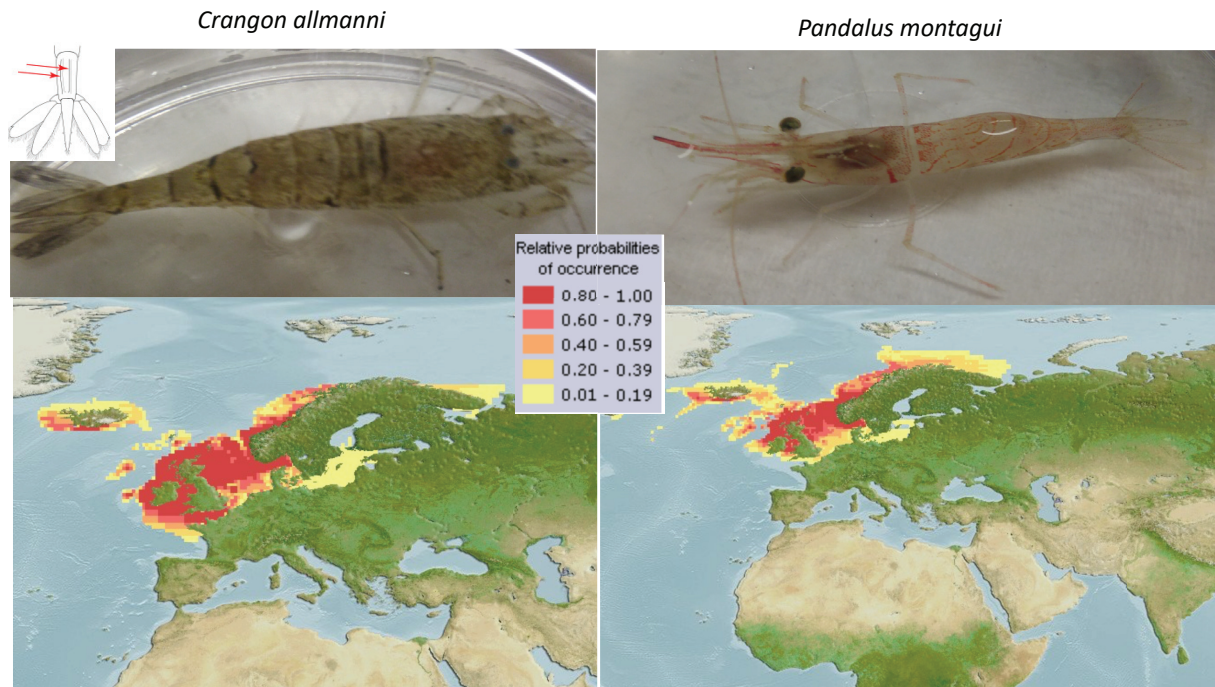 Crangon allmanni
Pandalus montagui
Relative probabilities
of occurrence
0.80 - 1.00
0.60 - 0.79
0.40 - 0.59
0.20 - 0.39
0.01 - 0.19